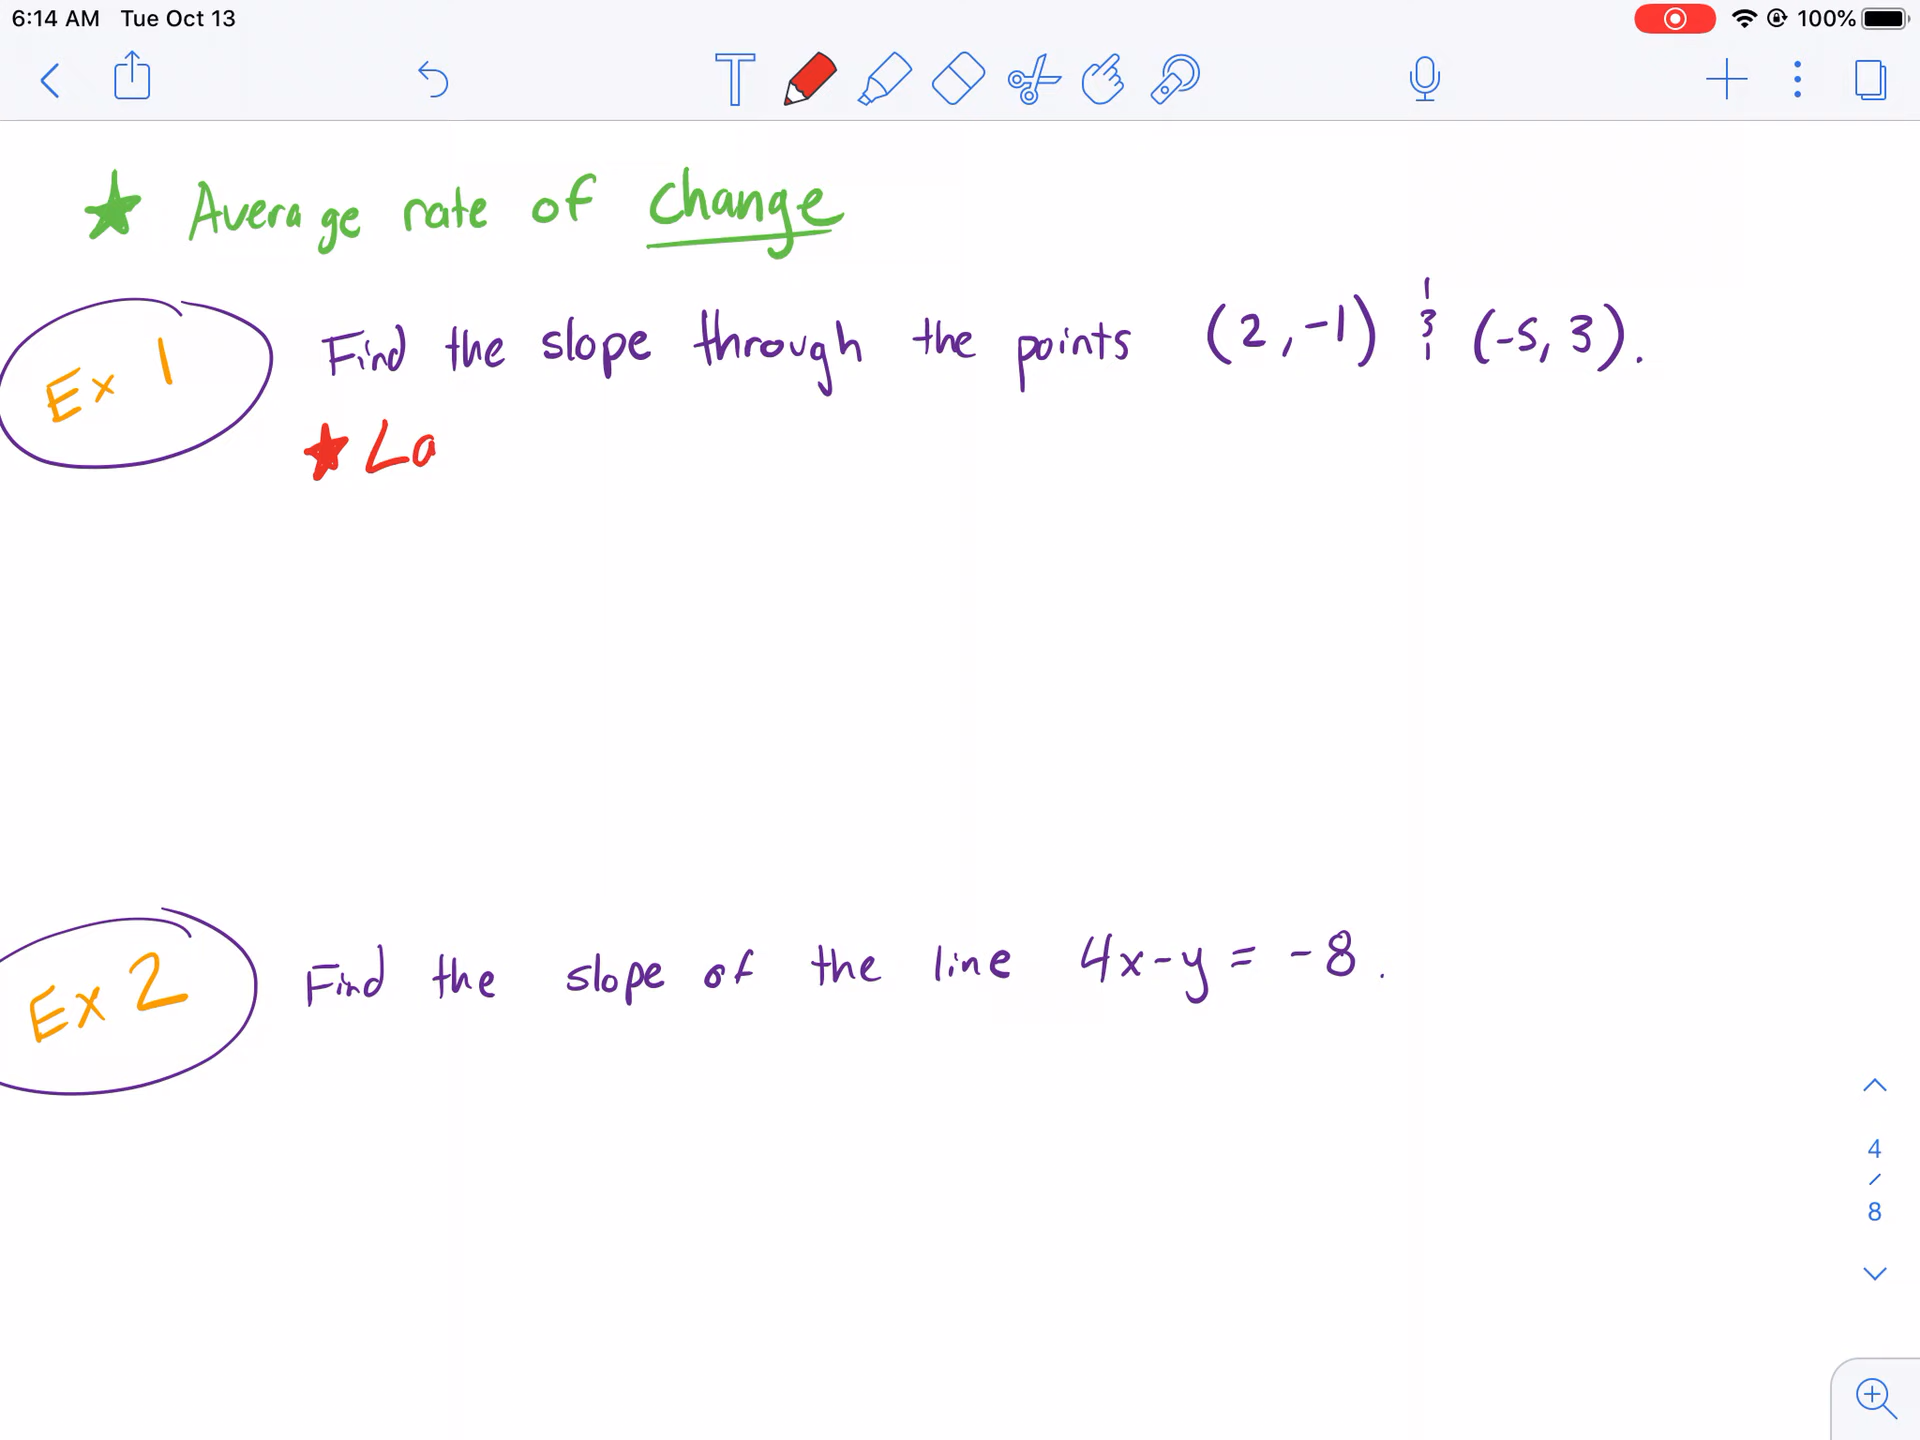 6:14 AM Tue Oct 13
100%
T
★ Average rate of change
Ex 1 Find the slope through the points (2, -1) & (-5, 3).
★ La
Ex 2 Find the slope of the line 4x-y = -8.
4
/
8